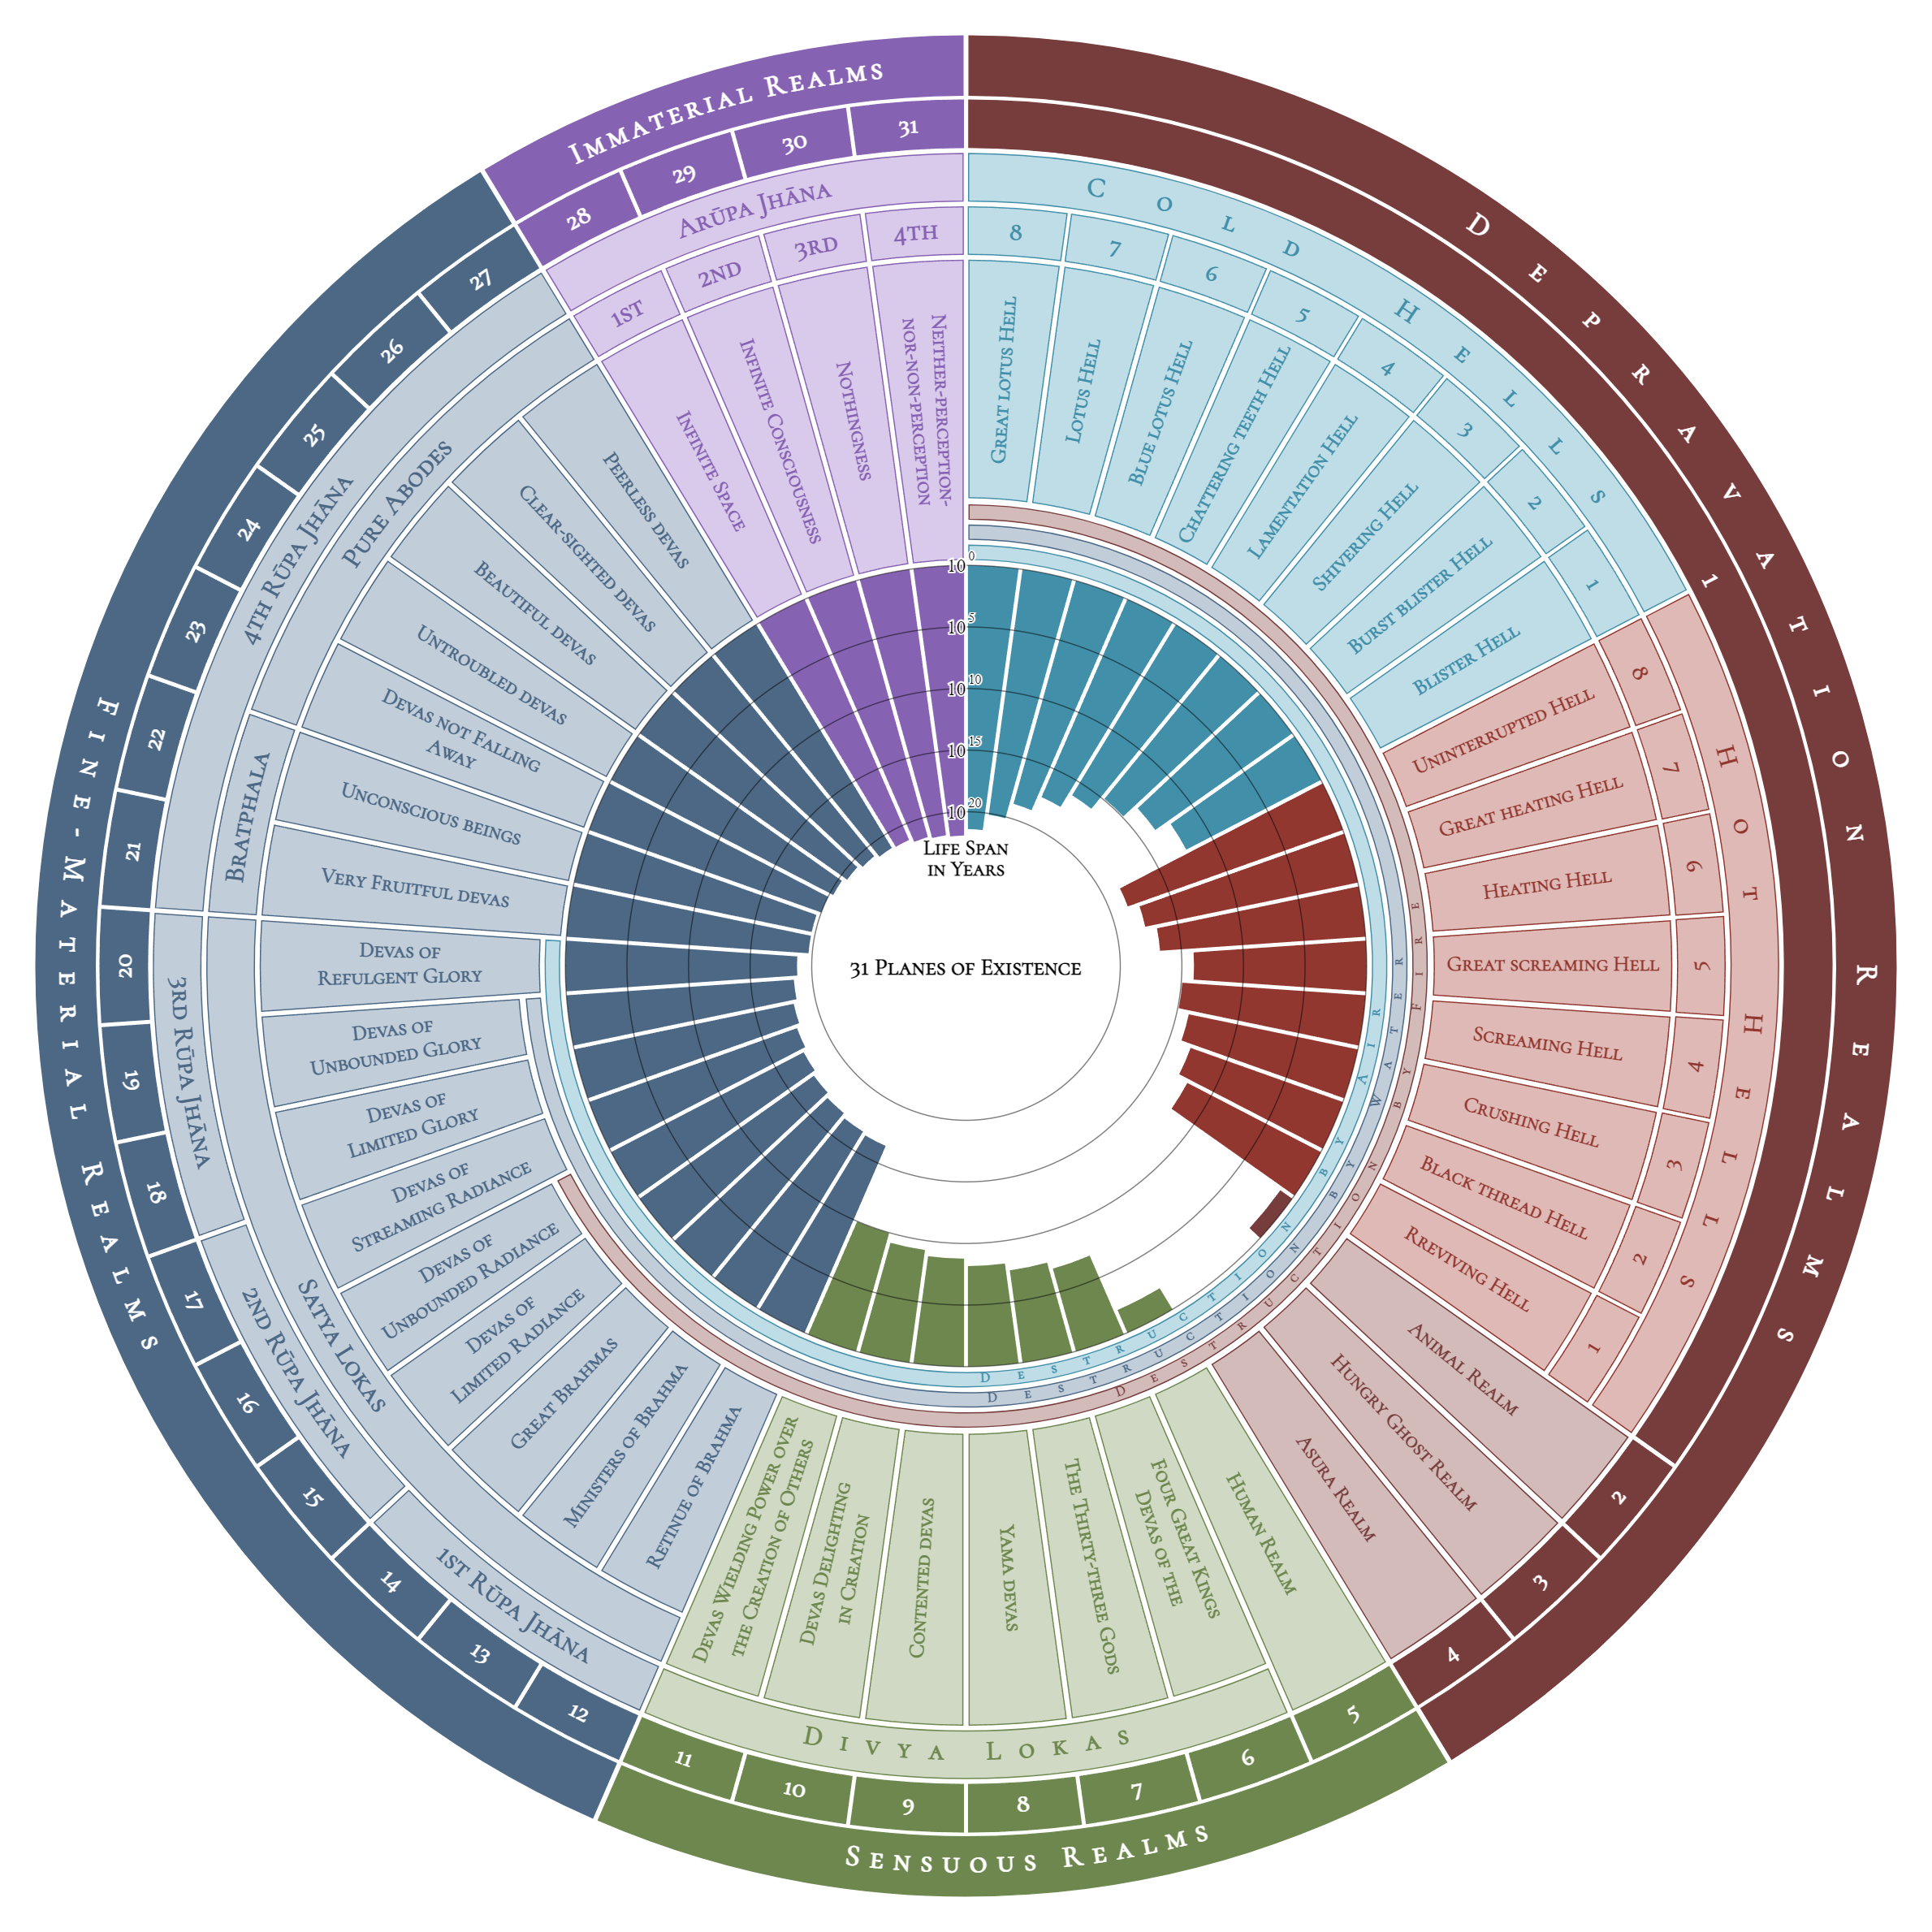 31 Planes of Existence
Life Span
in Years
10⁰
10⁵
10¹⁰
10¹⁵
10²⁰
Destruction by Air
Destruction by Water
Destruction by Fire
Depravation Realms
1
Cold Hells
8
Great lotus Hell
7
Lotus Hell
6
Blue lotus Hell
5
Chattering teeth Hell
4
Lamentation Hell
3
Shivering Hell
2
Burst blister Hell
1
Blister Hell
Hot Hells
8
Uninterrupted Hell
7
Great heating Hell
6
Heating Hell
5
Great screaming Hell
4
Screaming Hell
3
Crushing Hell
2
Black thread Hell
1
Rreviving Hell
2
Animal Realm
3
Hungry Ghost Realm
4
Asura Realm
Sensuous Realms
5
Human Realm
Divya Lokas
6
Devas of the
four Great Kings
7
The Thirty-three Gods
8
Yama devas
9
Contented devas
10
Devas Delighting
in Creation
11
Devas Wielding Power over
the Creation of Others
Fine-Material Realms
Satya Lokas
1st Rūpa Jhāna
12
Retinue of Brahma
13
Ministers of Brahma
14
Great Brahmas
2nd Rūpa Jhāna
15
Devas of
Limited Radiance
16
Devas of
Unbounded Radiance
17
Devas of
Streaming Radiance
3rd Rūpa Jhāna
18
Devas of
Limited Glory
19
Devas of
Unbounded Glory
20
Devas of
Refulgent Glory
4th Rūpa Jhāna
Bratphala
21
Very Fruitful devas
22
Unconscious beings
Pure Abodes
23
Devas not Falling
Away
24
Untroubled devas
25
Beautiful devas
26
Clear-sighted devas
27
Peerless devas
Immaterial Realms
Arūpa Jhāna
28
1st
Infinite Space
29
2nd
Infinite Consciousness
30
3rd
Nothingness
31
4th
Neither-perception-
nor-non-perception